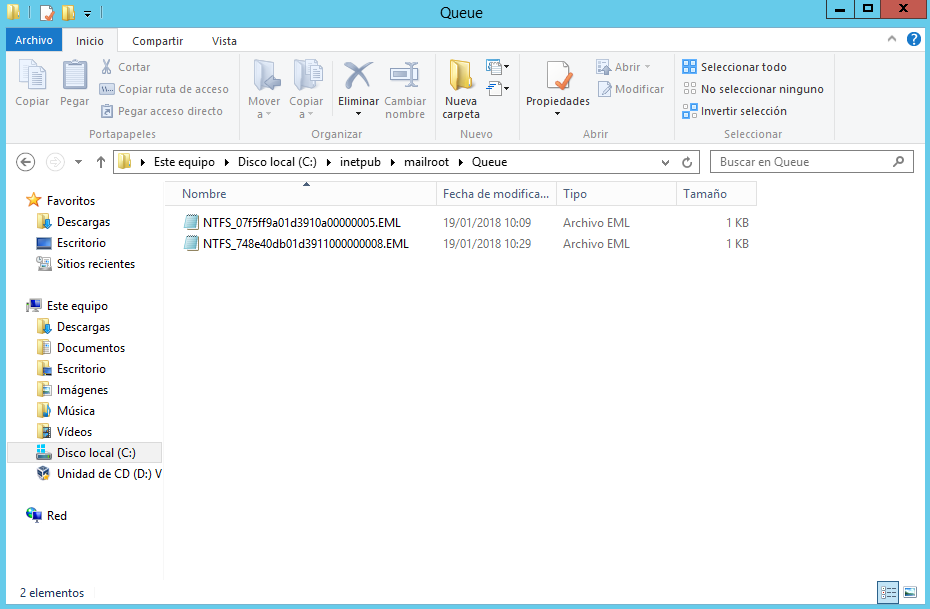 Queue
Archivo Inicio Compartir Vista
Copiar Pegar Cortar
Copiar ruta de acceso
Pegar acceso directo
Portapapeles
Mover a Copiar a Eliminar Cambiar nombre
Organizar
Nueva carpeta
Nuevo
Propiedades Abrir
Modificar
Abrir
Seleccionar todo
No seleccionar ninguno
Invertir selección
Seleccionar
Este equipo Disco local (C:) inetpub mailroot Queue
Buscar en Queue
Nombre Fecha de modifica... Tipo Tamaño
NTFS_07f5ff9a01d3910a00000005.EML 19/01/2018 10:09 Archivo EML 1 KB
NTFS_748e40db01d3911000000008.EML 19/01/2018 10:29 Archivo EML 1 KB
Favoritos
Descargas
Escritorio
Sitios recientes
Este equipo
Descargas
Documentos
Escritorio
Imágenes
Música
Vídeos
Disco local (C:)
Unidad de CD (D:) V
Red
2 elementos